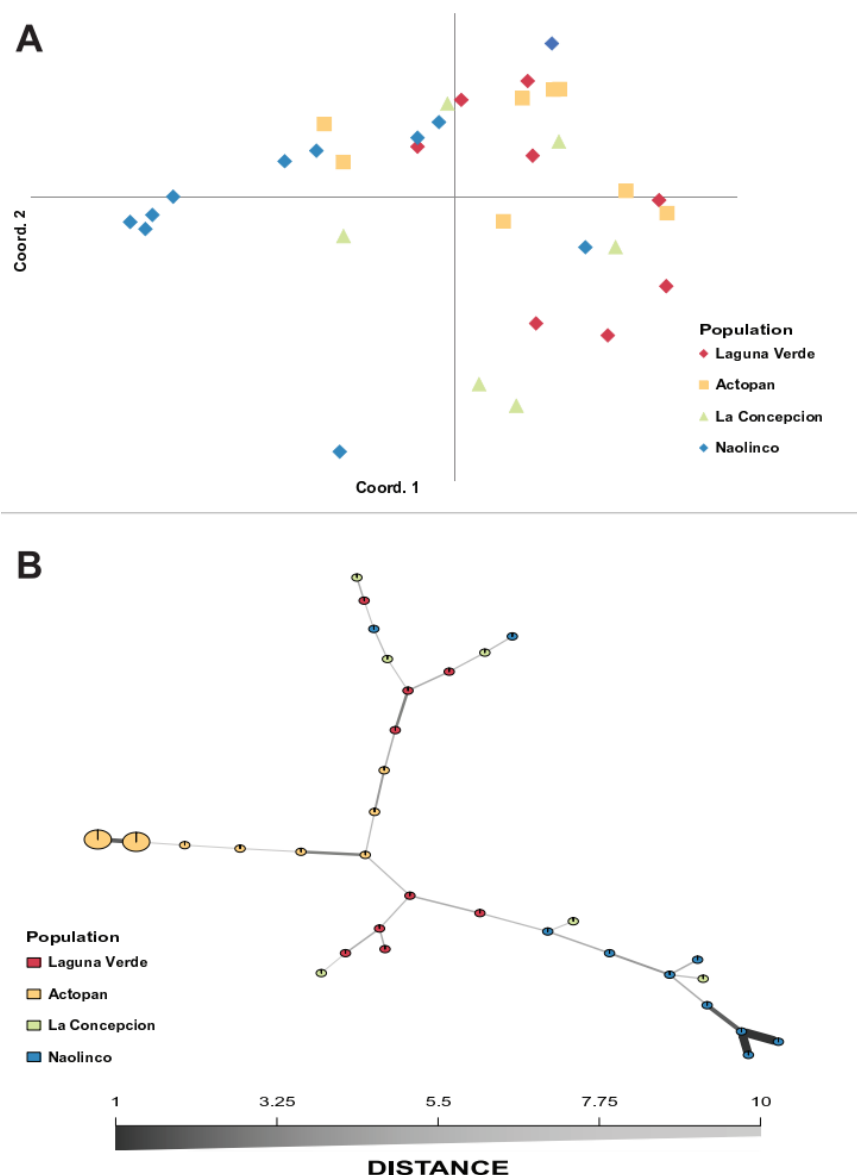 A
Coord. 2
Population
Laguna Verde
Actopan
La Concepcion
Naolinco
Coord. 1
B
Population
Laguna Verde
Actopan
La Concepcion
Naolinco
1 3.25 5.5 7.75 10
DISTANCE